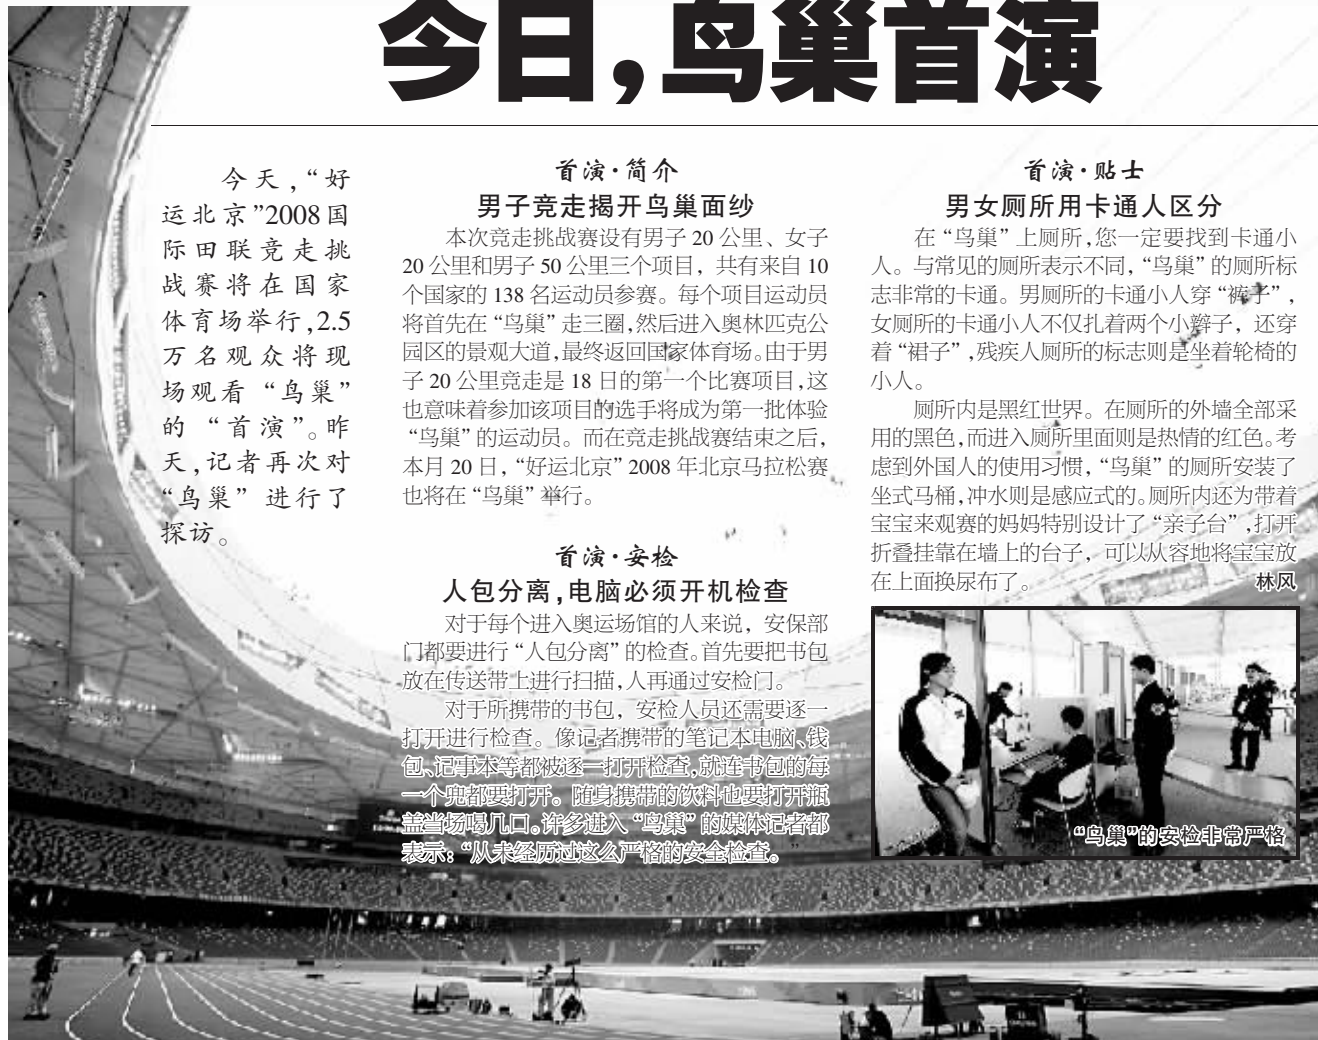 今日，鸟巢首演
今天，“好
运北京”2008国
际田联竞走挑
战赛将在国家
体育场举行，2.5
万名观众将现
场观看“鸟巢”
的“首演”。昨
天，记者再次对
“鸟巢”进行了
探访。
首演·简介
男子竞走揭开鸟巢面纱
本次竞走挑战赛设有男子20公里、女子
20公里和男子50公里三个项目，共有来自10
个国家的138名运动员参赛。每个项目运动员
将首先在“鸟巢”走三圈，然后进入奥林匹克公
园区的景观大道，最终返回国家体育场。由于男
子20公里竞走是18日的第一个比赛项目，这
也意味着参加该项目的选手将成为第一批体验
“鸟巢”的运动员。而在竞走挑战赛结束之后，
本月20日，“好运北京”2008年北京马拉松赛
也将在“鸟巢”举行。
首演·安检
人包分离，电脑必须开机检查
对于每个进入奥运场馆的人来说，安保部
门都要进行“人包分离”的检查。首先要把书包
放在传送带上进行扫描，人再通过安检门。
对于所携带的书包，安检人员还需要逐一
打开进行检查。像记者携带的笔记本电脑、钱
包、记事本等都被逐一打开检查，就连书包的每
一个兜都要打开。随身携带的饮料也要打开瓶
盖当场喝几口。许多进入“鸟巢”的媒体记者都
表示：“从未经历过这么严格的安全检查。”
首演·贴士
男女厕所用卡通人区分
在“鸟巢”上厕所，您一定要找到卡通小
人。与常见的厕所表示不同，“鸟巢”的厕所标
志非常的卡通。男厕所的卡通小人穿“裤子”，
女厕所的卡通小人不仅扎着两个小辫子，还穿
着“裙子”，残疾人厕所的标志则是坐着轮椅的
小人。
厕所内是黑红世界。在厕所的外墙全部采
用的黑色，而进入厕所里面则是热情的红色。考
虑到外国人的使用习惯，“鸟巢”的厕所安装了
坐式马桶，冲水则是感应式的。厕所内还为带着
宝宝来观赛的妈妈特别设计了“亲子台”，打开
折叠挂靠在墙上的台子，可以从容地将宝宝放
在上面换尿布了。 林风
“鸟巢”的安检非常严格